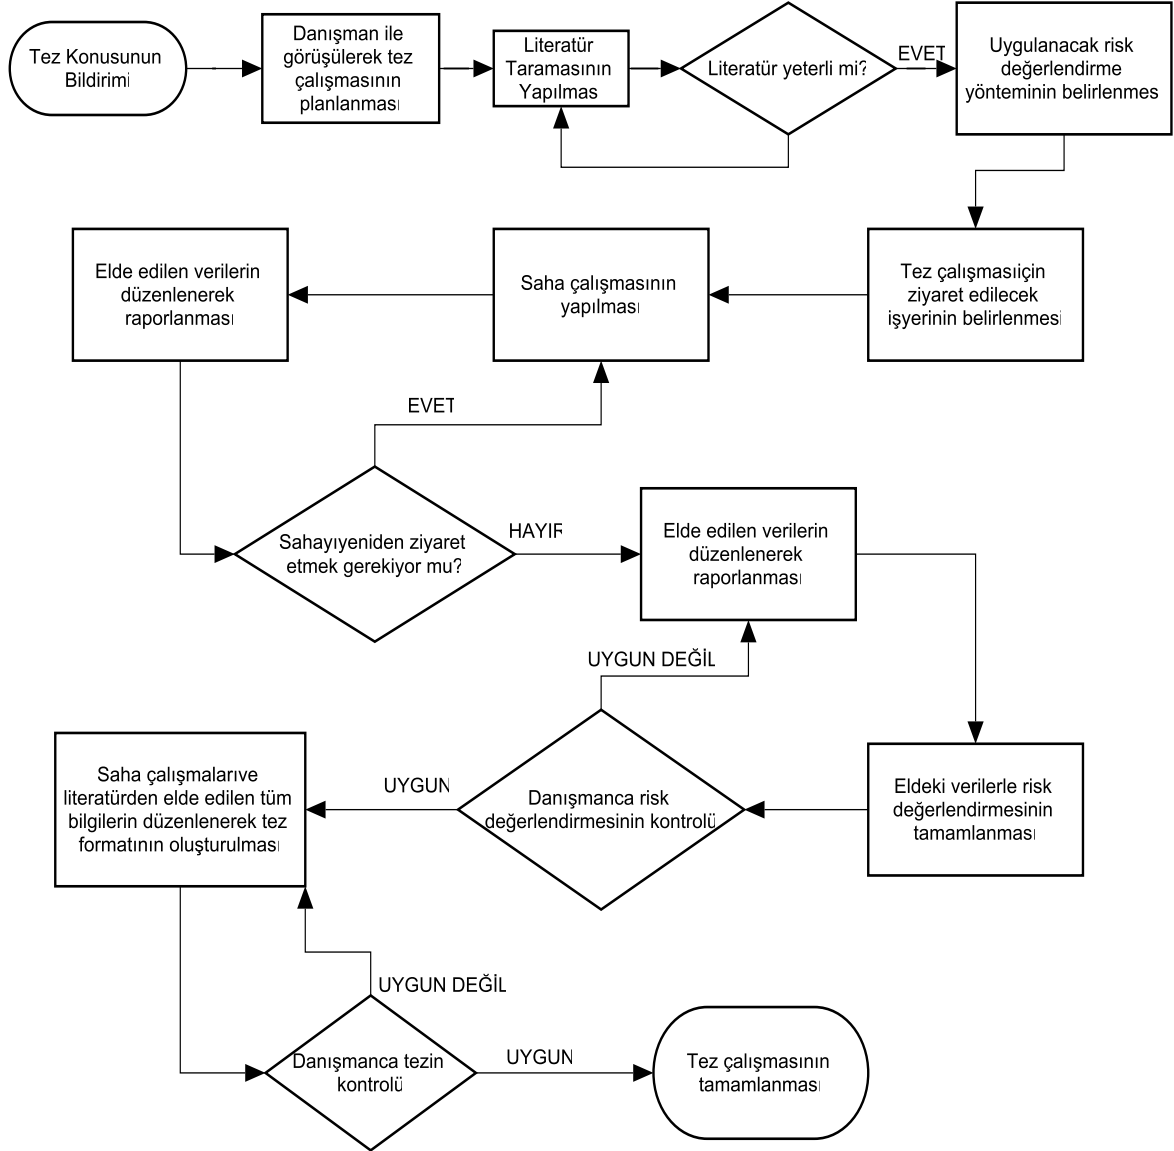 Tez Konusunun
Bildirimi
Danışman ile
görüşülerek tez
çalışmasının
planlanması
Literatür
Taramasının
Yapılmas
Literatür yeterli mi?
EVET
Uygulanacak risk
değerlendirme
yönteminin belirlenmes
Elde edilen verilerin
düzenlenerek
raporlanması
Saha çalışmasının
yapılması
Tez çalışmasıiçin
ziyaret edilecek
işyerinin belirlenmesi
EVET
Sahayıyeniden ziyaret
etmek gerekiyor mu?
HAYIR
Elde edilen verilerin
düzenlenerek
raporlanması
UYGUN DEĞİL
Saha çalışmalarıve
literatürden elde edilen tüm
bilgilerin düzenlenerek tez
formatının oluşturulması
UYGUN
Danışmanca risk
değerlendirmesinin kontrolü
Eldeki verilerle risk
değerlendirmesinin
tamamlanması
UYGUN DEĞİL
Danışmanca tezin
kontrolü
UYGUN
Tez çalışmasının
tamamlanması